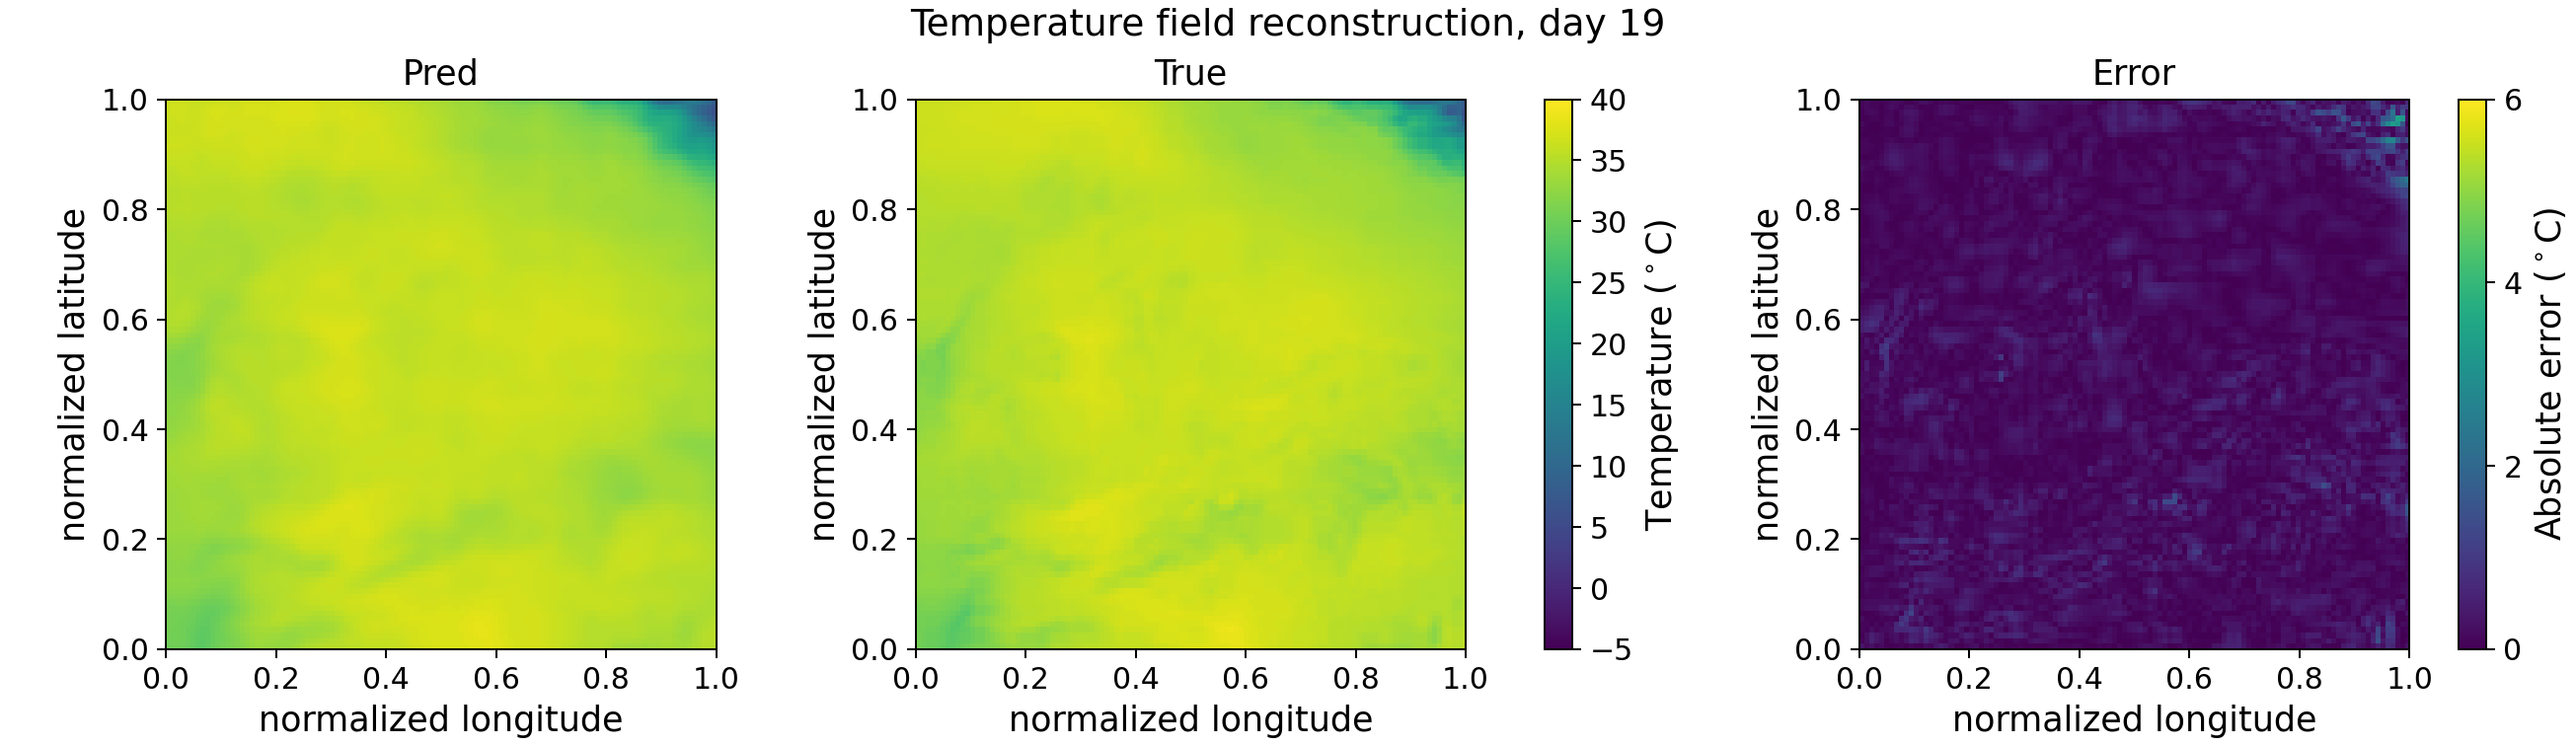 Temperature field reconstruction, day 19
Pred
1.0
0.8
0.6
0.4
0.2
0.0
normalized latitude
0.0 0.2 0.4 0.6 0.8 1.0
normalized longitude
True
1.0
0.8
0.6
0.4
0.2
0.0
normalized latitude
0.0 0.2 0.4 0.6 0.8 1.0
normalized longitude
40
35
30
25
20
15
10
5
0
−5
Temperature (°C)
Error
1.0
0.8
0.6
0.4
0.2
0.0
normalized latitude
0.0 0.2 0.4 0.6 0.8 1.0
normalized longitude
6
4
2
0
Absolute error (°C)